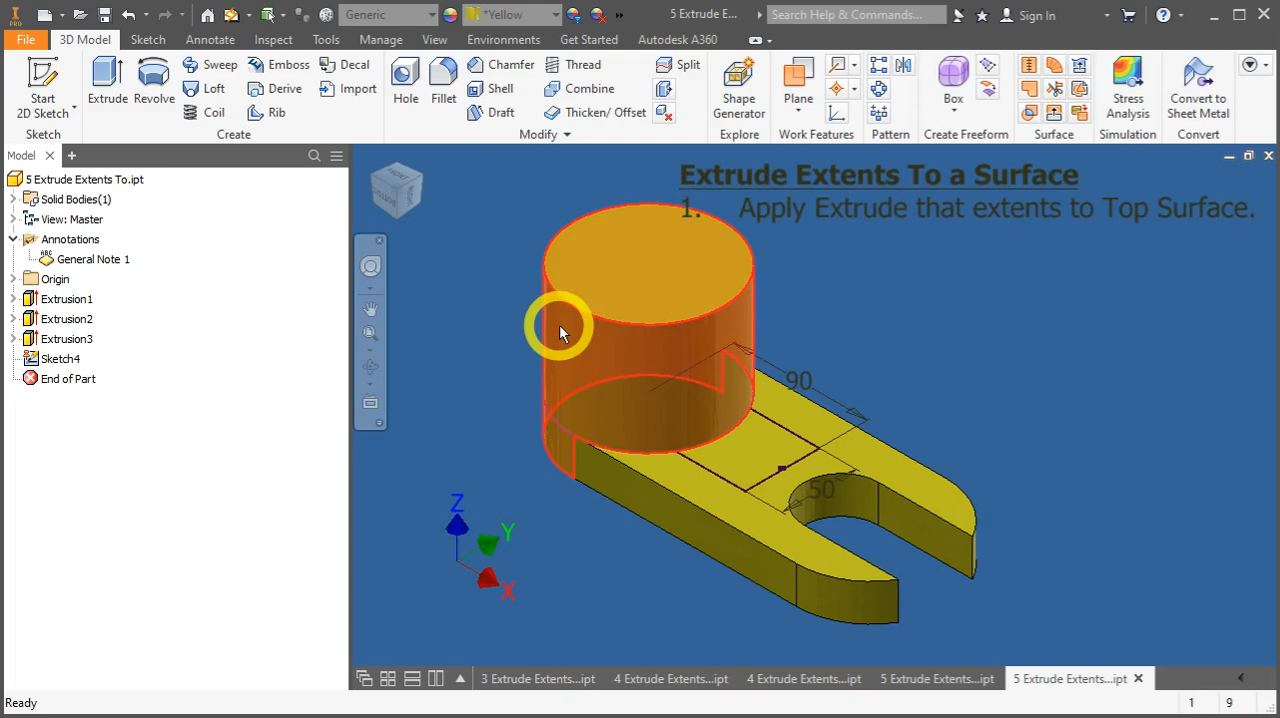 PRO
Generic
*Yellow
5 Extrude E...
Search Help & Commands...
Sign In
File
3D Model
Sketch
Annotate
Inspect
Tools
Manage
View
Environments
Get Started
Autodesk A360
Start
2D Sketch
Extrude
Revolve
Sweep
Loft
Coil
Emboss
Derive
Rib
Decal
Import
Hole
Fillet
Chamfer
Shell
Draft
Thread
Combine
Thicken/ Offset
Split
Shape
Generator
Plane
Box
Stress
Analysis
Convert to
Sheet Metal
Sketch
Create
Modify
Explore
Work Features
Pattern
Create Freeform
Surface
Simulation
Convert
Model
5 Extrude Extents To.ipt
Solid Bodies(1)
View: Master
Annotations
ABC
General Note 1
Origin
Extrusion1
Extrusion2
Extrusion3
Sketch4
End of Part
Extrude Extents To a Surface
1. Apply Extrude that extents to Top Surface.
FRONT
BOTTOM
90
50
Z
Y
X
3 Extrude Extents...ipt
4 Extrude Extents...ipt
4 Extrude Extents...ipt
5 Extrude Extents...ipt
5 Extrude Extents...ipt
Ready
1
9